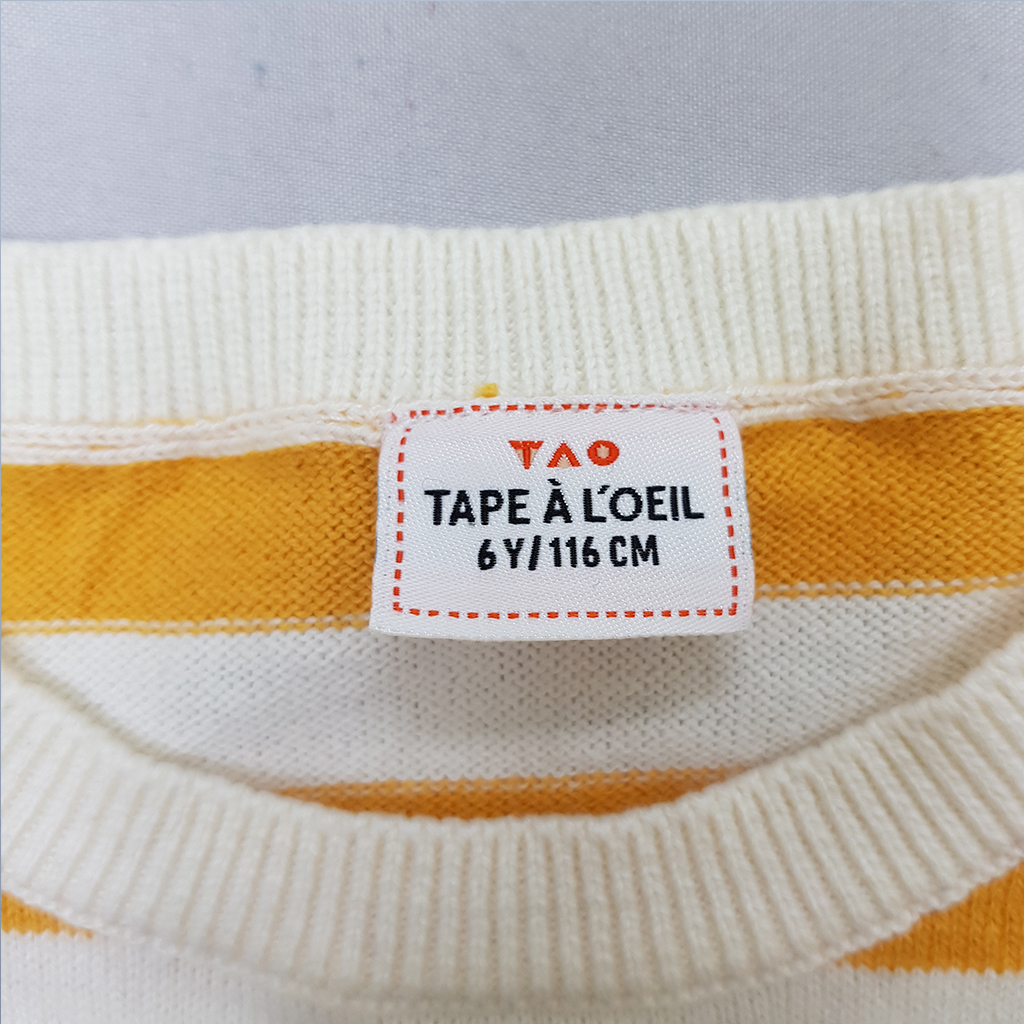 TAO
TAPE À L'OEIL
6 Y/ 116 CM